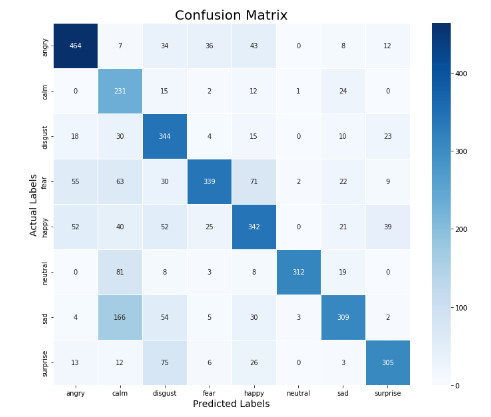 Confusion Matrix
angry 464 7 34 36 43 0 8 12
calm 0 231 15 2 12 1 24 0
disgust 18 30 344 4 15 0 10 23
fear 55 63 30 339 71 2 22 9
happy 52 40 52 25 342 0 21 39
neutral 0 81 8 3 8 312 19 0
sad 4 166 54 5 30 3 309 2
surprise 13 12 75 6 26 0 3 305
angry calm disgust fear happy neutral sad surprise
Predicted Labels
Actual Labels
400
300
200
100
0